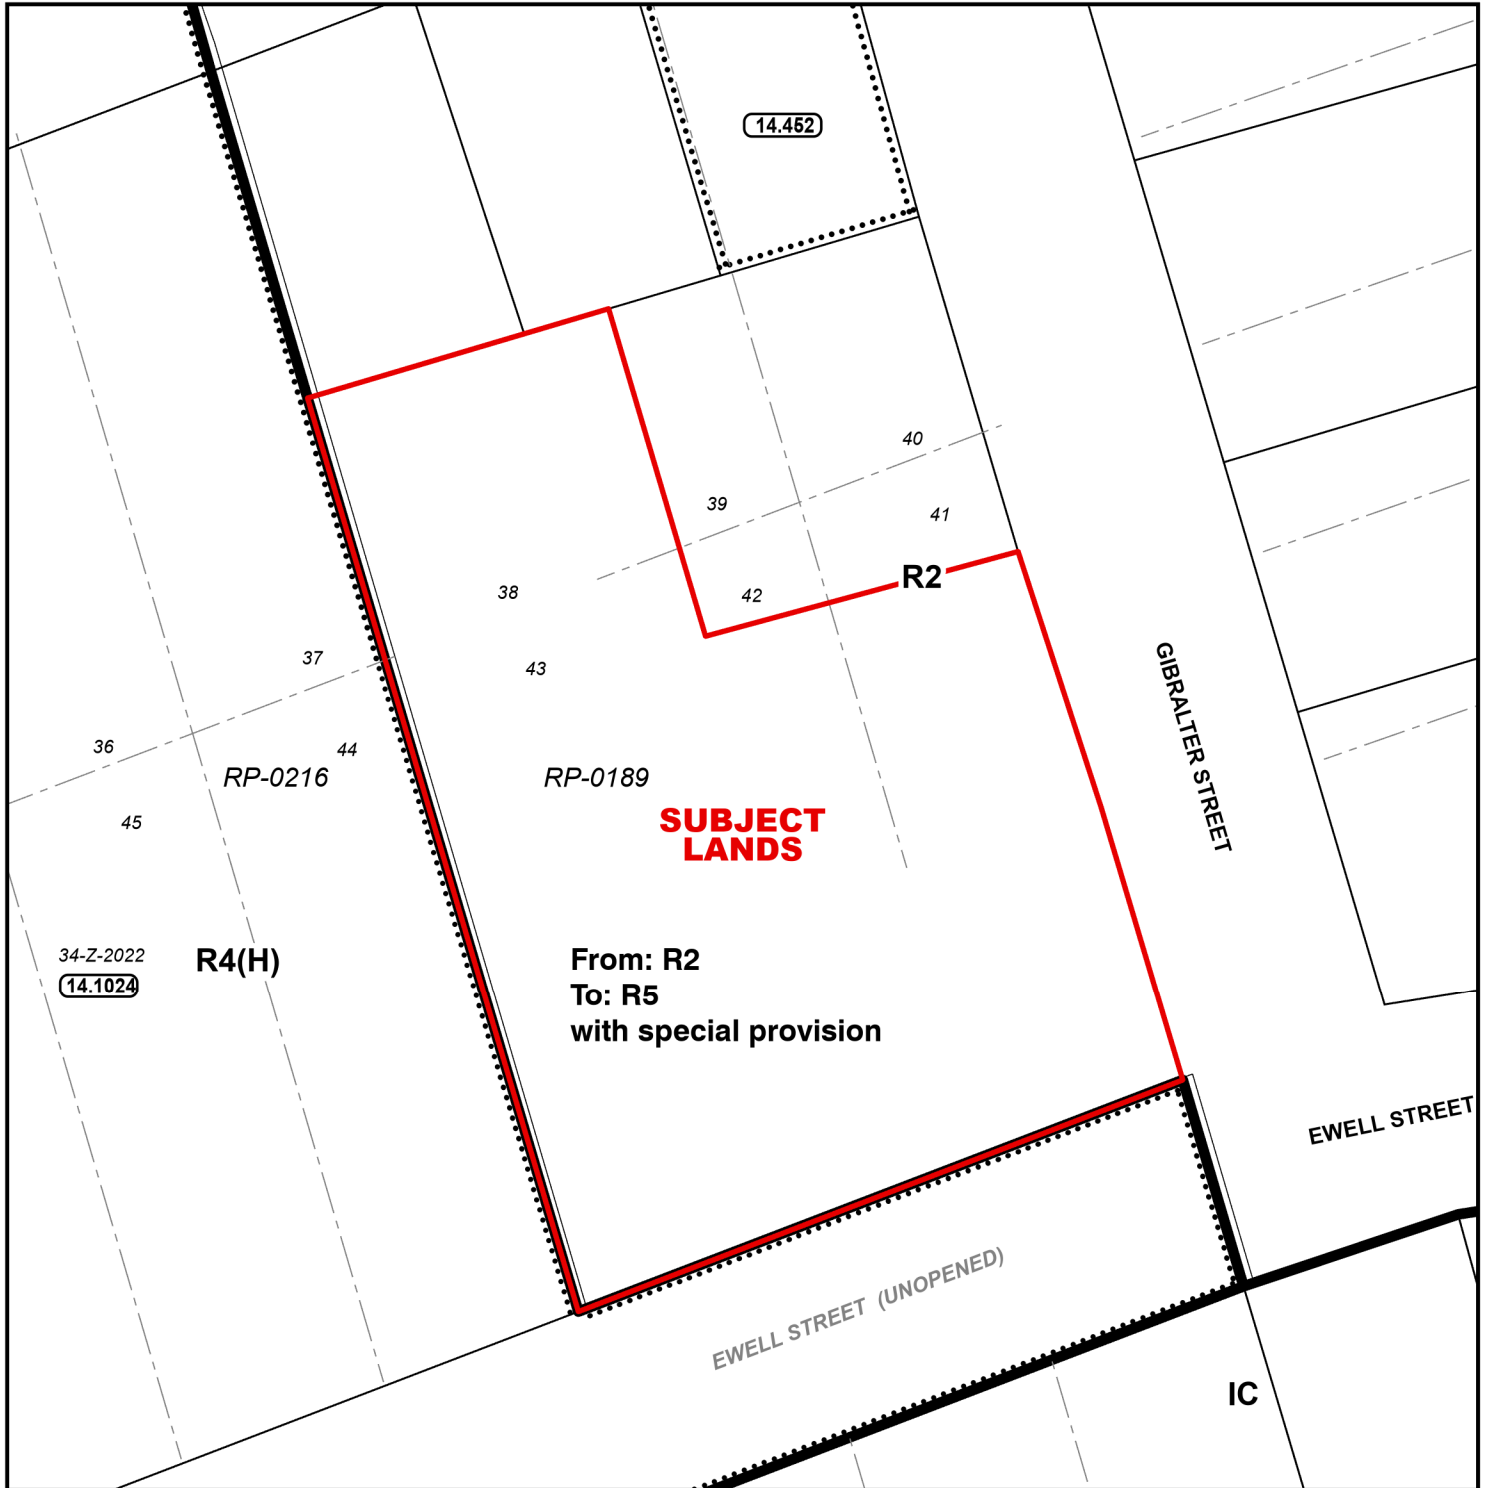 14.452
40
39
41
R2
42
38
43
37
36
44
RP-0216
RP-0189
45
SUBJECT
LANDS
GIBRALTER STREET
34-Z-2022
R4(H)
14.1024
From: R2
To: R5
with special provision
EWELL STREET
EWELL STREET (UNOPENED)
IC